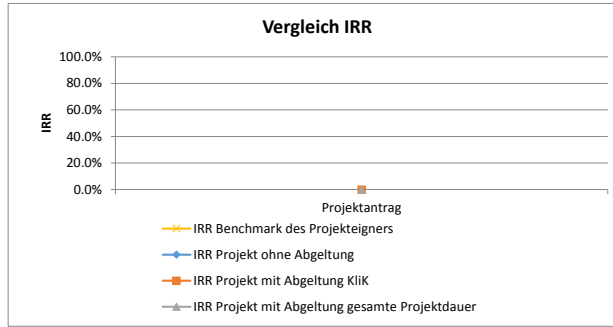 Vergleich IRR
100.0%
80.0%
60.0%
40.0%
20.0%
0.0%
IRR
Projektantrag
IRR Benchmark des Projekteigners
IRR Projekt ohne Abgeltung
IRR Projekt mit Abgeltung KliK
IRR Projekt mit Abgeltung gesamte Projektdauer